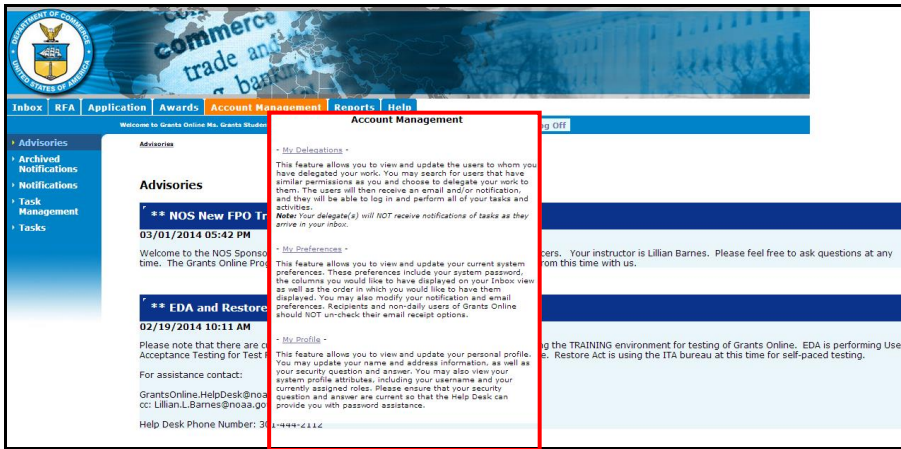 DEPARTMENT OF COMMERCE
UNITED STATES OF AMERICA
commerce
trade and
Inbox RFA Application Awards Account Management Reports Help
Welcome to Grants Online Ms. Grants Studen
Log Off
Advisories
Archived
Notifications
Notifications
Task
Management
Tasks
Advisories
Advisories
** NOS New FPO Tr
03/01/2014 05:42 PM
Welcome to the NOS Sponso
cers. Your instructor is Lillian Barnes. Please feel free to ask questions at any
time. The Grants Online Prog
rom this time with us.
** EDA and Restore
02/19/2014 10:11 AM
Please note that there are cu
g the TRAINING environment for testing of Grants Online. EDA is performing Use
Acceptance Testing for Test P
e. Restore Act is using the ITA bureau at this time for self-paced testing.
For assistance contact:
GrantsOnline.HelpDesk@noa
cc: Lillian.L.Barnes@noaa.go
Help Desk Phone Number: 301-444-2112
Account Management
- My Delegations -
This feature allows you to view and update the users to whom you
have delegated your work. You may search for users that have
similar permissions as you and choose to delegate your work to
them. The users will then receive an email and/or notification,
and they will be able to log in and perform all of your tasks and
activities.
Note: Your delegate(s) will NOT receive notifications of tasks as they
arrive in your inbox.
- My Preferences -
This feature allows you to view and update your current system
preferences. These preferences include your system password,
the columns you would like to have displayed on your Inbox view
as well as the order in which you would like to have them
displayed. You may also modify your notification and email
preferences. Recipients and non-daily users of Grants Online
should NOT un-check their email receipt options.
- My Profile -
This feature allows you to view and update your personal profile.
You may update your name and address information, as well as
your security question and answer. You may also view your
system profile attributes, including your username and your
currently assigned roles. Please ensure that your security
question and answer are current so that the Help Desk can
provide you with password assistance.